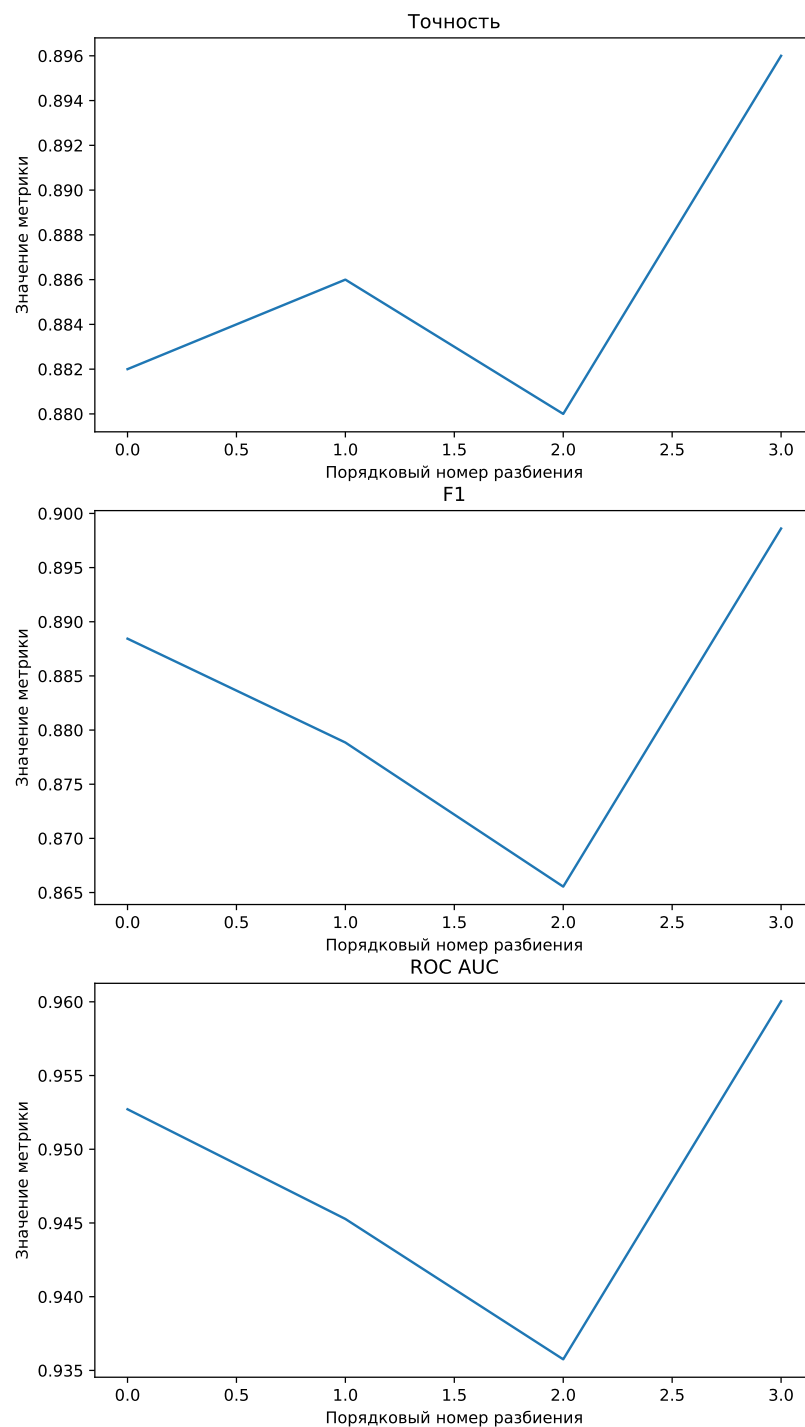 Точность
Значение метрики
0.896
0.894
0.892
0.890
0.888
0.886
0.884
0.882
0.880
0.0 0.5 1.0 1.5 2.0 2.5 3.0
Порядковый номер разбиения
F1
Значение метрики
0.900
0.895
0.890
0.885
0.880
0.875
0.870
0.865
0.0 0.5 1.0 1.5 2.0 2.5 3.0
Порядковый номер разбиения
ROC AUC
Значение метрики
0.960
0.955
0.950
0.945
0.940
0.935
0.0 0.5 1.0 1.5 2.0 2.5 3.0
Порядковый номер разбиения